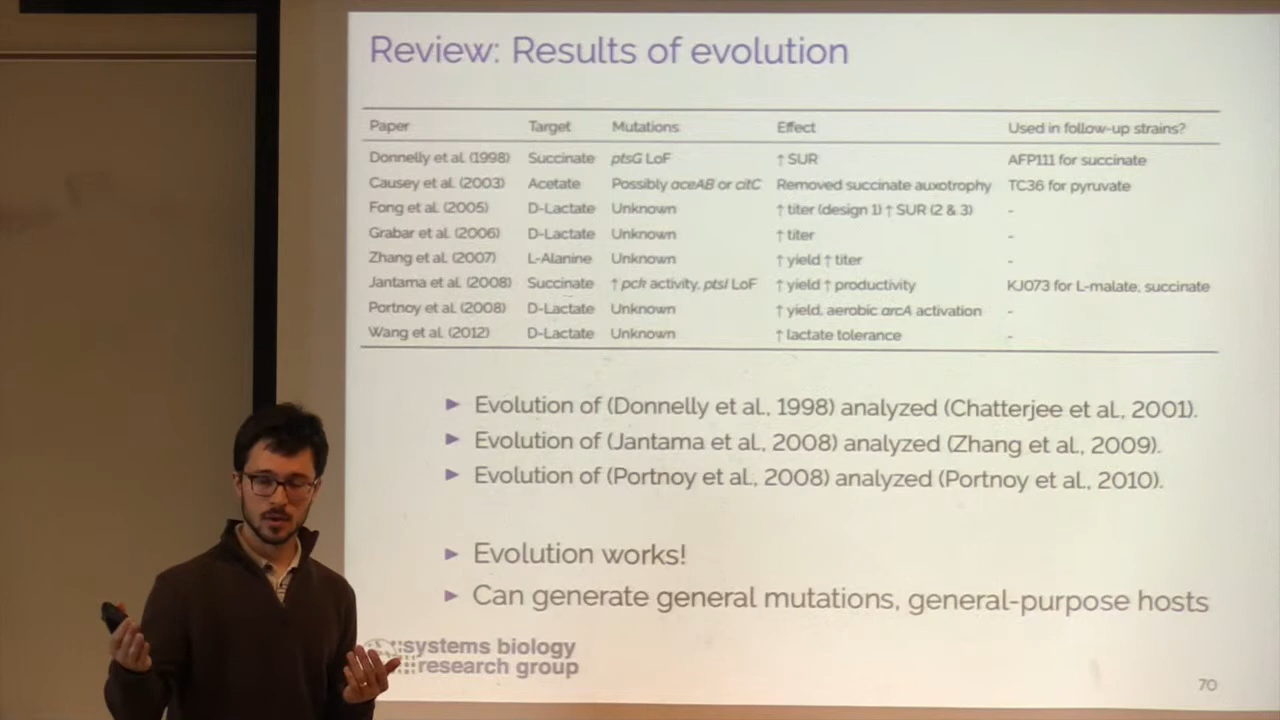 Review: Results of evolution
Paper Target Mutations Effect Used in follow-up strains?
Donnelly et al. (1998) Succinate ptsG LoF ↑ SUR AFP111 for succinate
Causey et al. (2003) Acetate Possibly aceAB or citC Removed succinate auxotrophy TC36 for pyruvate
Fong et al. (2005) D-Lactate Unknown ↑ titer (design 1) ↑ SUR (2 & 3) -
Grabar et al. (2006) D-Lactate Unknown ↑ titer -
Zhang et al. (2007) L-Alanine Unknown ↑ yield ↑ titer -
Jantama et al. (2008) Succinate ↑ pck activity, ptsI LoF ↑ yield ↑ productivity KJ073 for L-malate, succinate
Portnoy et al. (2008) D-Lactate Unknown ↑ yield, aerobic arcA activation -
Wang et al. (2012) D-Lactate Unknown ↑ lactate tolerance -
► Evolution of (Donnelly et al., 1998) analyzed (Chatterjee et al., 2001).
► Evolution of (Jantama et al., 2008) analyzed (Zhang et al., 2009).
► Evolution of (Portnoy et al., 2008) analyzed (Portnoy et al., 2010).
► Evolution works!
► Can generate general mutations, general-purpose hosts
systems biology
research group
70